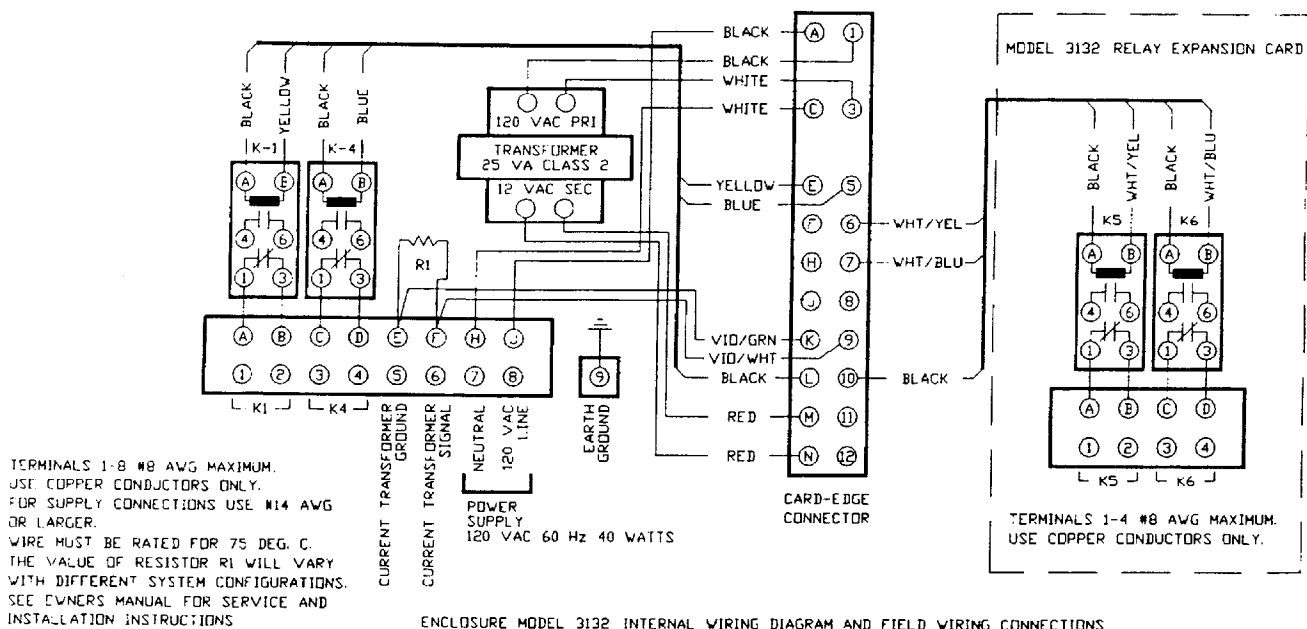 BLACK
A 1
MODEL 3132 RELAY EXPANSION CARD
BLACK
WHITE
BLACK YELLOW BLACK BLUE
120 VAC PRI
WHITE
C 3
TRANSFORMER
25 VA CLASS 2
K-1 K-4
A B A B
12 VAC SEC
YELLOW E 5
BLUE
BLACK WHT/YEL BLACK WHT/BLU
F 6 WHT/YEL
K5 K6
4 6 4 6
R1
H 7 WHT/BLU
A B A B
1 3 1 3
J 8
4 6 4 6
A B C D E F H J
VIO/GRN K 9
VIO/WHT
1 3 1 3
1 2 3 4 5 6 7 8
9
BLACK L 10 BLACK
K1 K4
A B C D
RED M 11
1 2 3 4
RED N 12
K5 K6
CURRENT TRANSFORMER
GROUND
CURRENT TRANSFORMER
SIGNAL
NEUTRAL
120 VAC
LINE
EARTH
GROUND
POWER
SUPPLY
120 VAC 60 Hz 40 WATTS
CARD-EDGE
CONNECTOR
TERMINALS 1-4 #8 AWG MAXIMUM.
USE COPPER CONDUCTORS ONLY.
TERMINALS 1-8 #8 AWG MAXIMUM.
USE COPPER CONDUCTORS ONLY.
FOR SUPPLY CONNECTIONS USE #14 AWG
OR LARGER.
WIRE MUST BE RATED FOR 75 DEG. C.
THE VALUE OF RESISTOR R1 WILL VARY
WITH DIFFERENT SYSTEM CONFIGURATIONS.
SEE OWNERS MANUAL FOR SERVICE AND
INSTALLATION INSTRUCTIONS
ENCLOSURE MODEL 3132 INTERNAL WIRING DIAGRAM AND FIELD WIRING CONNECTIONS